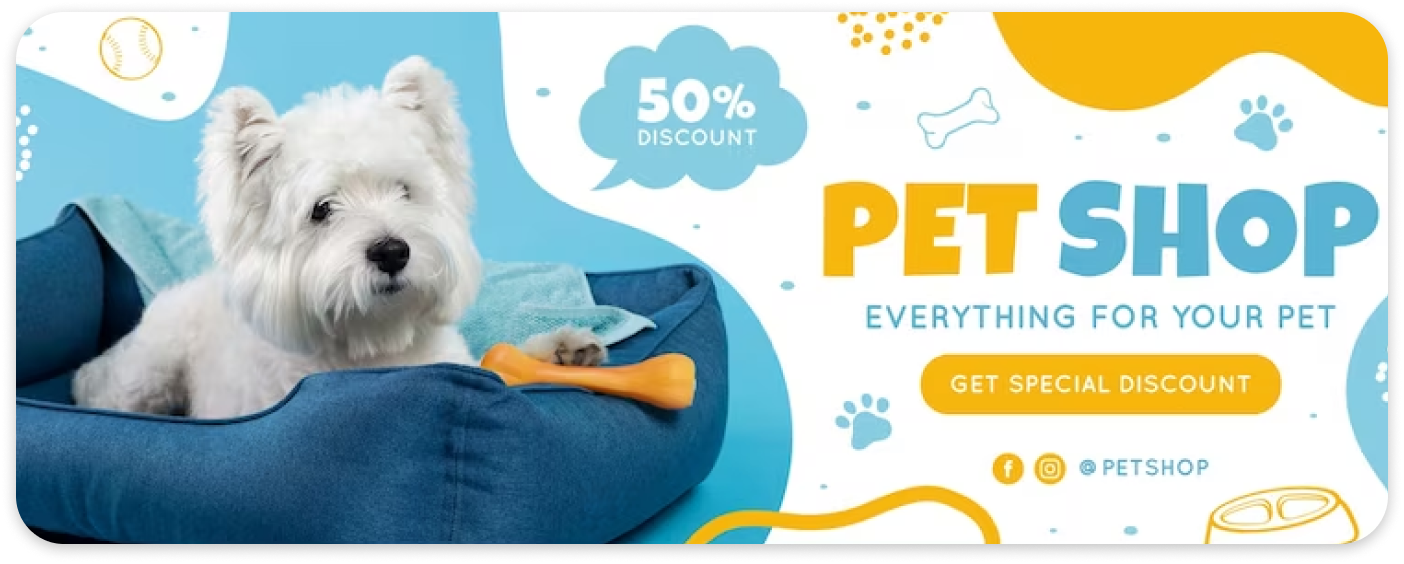 50%
DISCOUNT
PET SHOP
EVERYTHING FOR YOUR PET
GET SPECIAL DISCOUNT
@PETSHOP